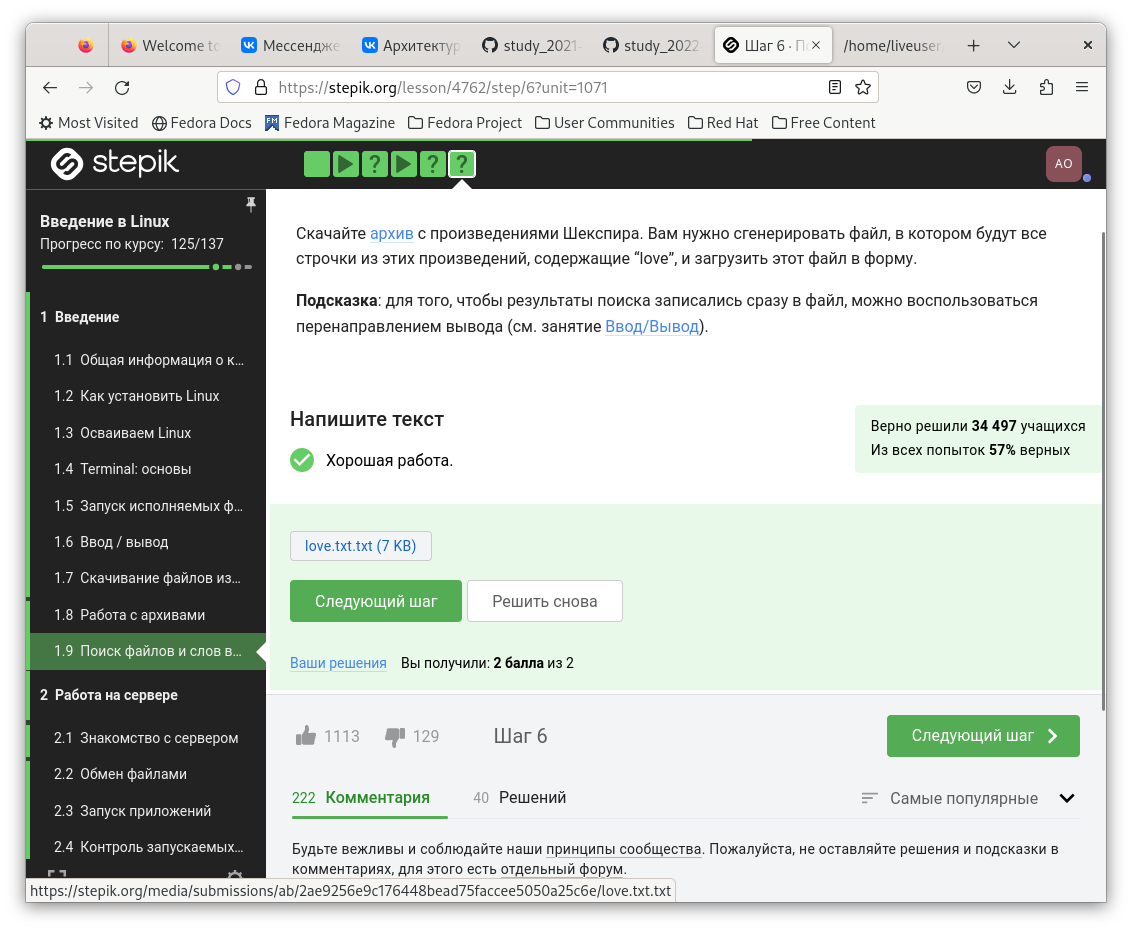 Welcome to
Мессендже
Архитектур
study_2021-
study_2022
Шаг 6 · П
/home/liveuser
https://stepik.org/lesson/4762/step/6?unit=1071
Most Visited
Fedora Docs
Fedora Magazine
Fedora Project
User Communities
Red Hat
Free Content
stepik
? ? ? ?
AO
Введение в Linux
Прогресс по курсу: 125/137
1 Введение
1.1 Общая информация о к…
1.2 Как установить Linux
1.3 Осваиваем Linux
1.4 Terminal: основы
1.5 Запуск исполняемых ф…
1.6 Ввод / вывод
1.7 Скачивание файлов из…
1.8 Работа с архивами
1.9 Поиск файлов и слов в…
2 Работа на сервере
2.1 Знакомство с сервером
2.2 Обмен файлами
2.3 Запуск приложений
2.4 Контроль запускаемых…
Скачайте архив с произведениями Шекспира. Вам нужно сгенерировать файл, в котором будут все
строчки из этих произведений, содержащие “love”, и загрузить этот файл в форму.
Подсказка: для того, чтобы результаты поиска записались сразу в файл, можно воспользоваться
перенаправлением вывода (см. занятие Ввод/Вывод).
Напишите текст
Хорошая работа.
Верно решили 34 497 учащихся
Из всех попыток 57% верных
love.txt.txt (7 KB)
Следующий шаг
Решить снова
Ваши решения Вы получили: 2 балла из 2
1113
129
Шаг 6
Следующий шаг
222 Комментария
40 Решений
Самые популярные
Будьте вежливы и соблюдайте наши принципы сообщества. Пожалуйста, не оставляйте решения и подсказки в
комментариях, для этого есть отдельный форум.
https://stepik.org/media/submissions/ab/2ae9256e9c176448bead75faccee5050a25c6e/love.txt.txt